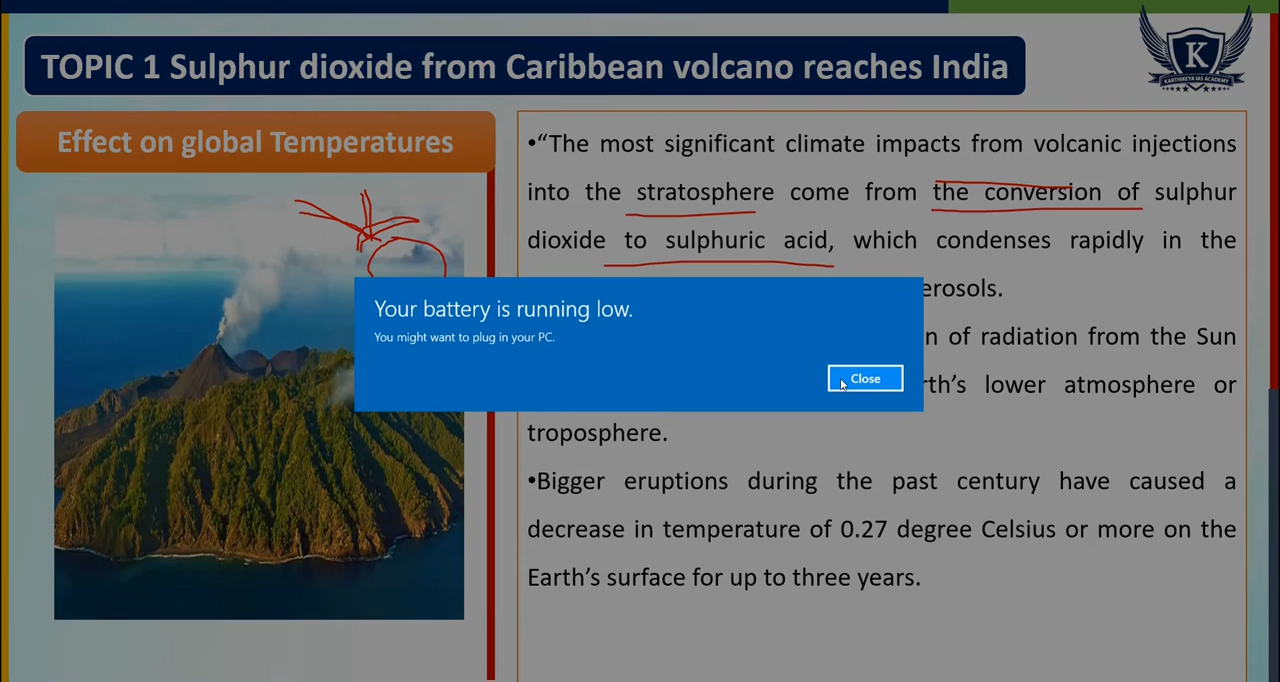 TOPIC 1 Sulphur dioxide from Caribbean volcano reaches India
K
KARTHIKEYA IAS ACADEMY
Effect on global Temperatures
•“The most significant climate impacts from volcanic injections
into the stratosphere come from the conversion of sulphur
dioxide to sulphuric acid, which condenses rapidly in the
erosols.
Your battery is running low.
You might want to plug in your PC.
n of radiation from the Sun
Close
rth’s lower atmosphere or
troposphere.
•Bigger eruptions during the past century have caused a
decrease in temperature of 0.27 degree Celsius or more on the
Earth’s surface for up to three years.